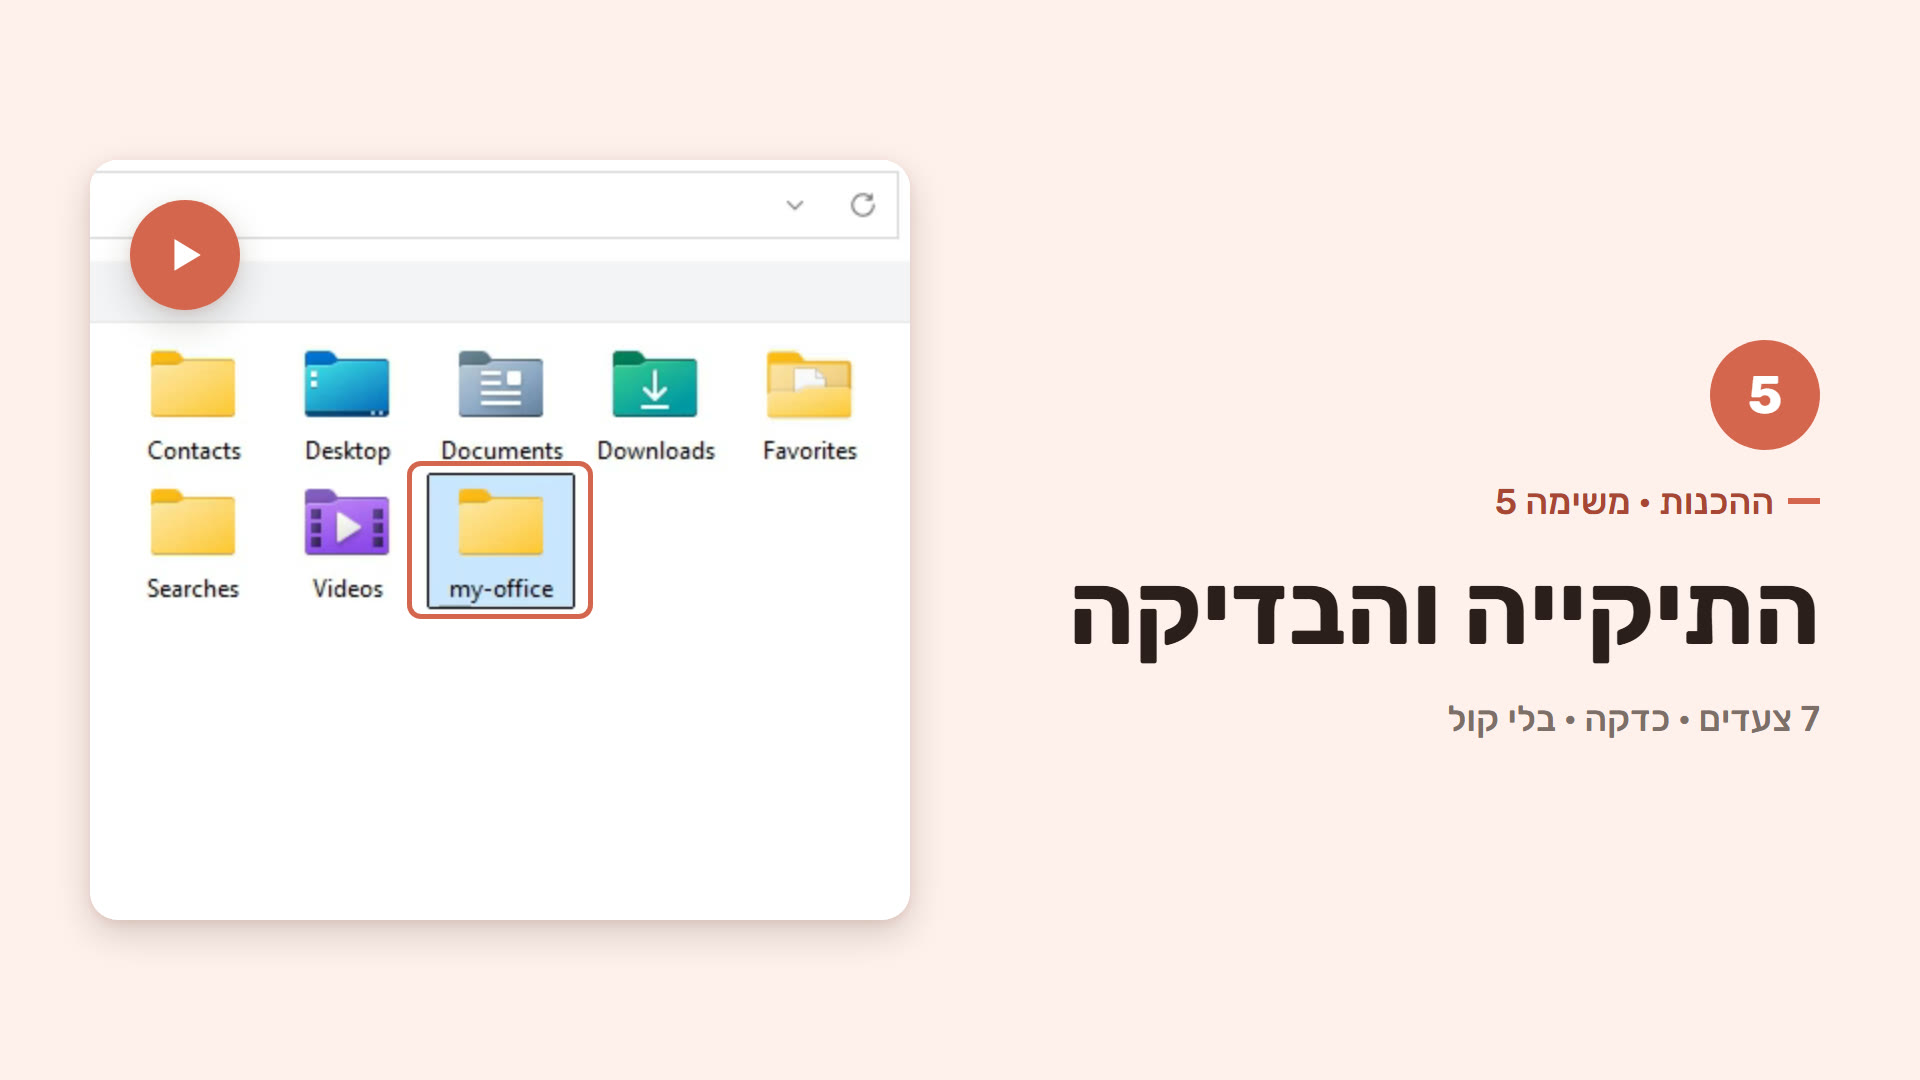 5
ההכנות • משימה 5
התיקייה והבדיקה
7 צעדים • כדקה • בלי קול
Contacts
Desktop
Documents
Downloads
Favorites
Searches
Videos
my-office